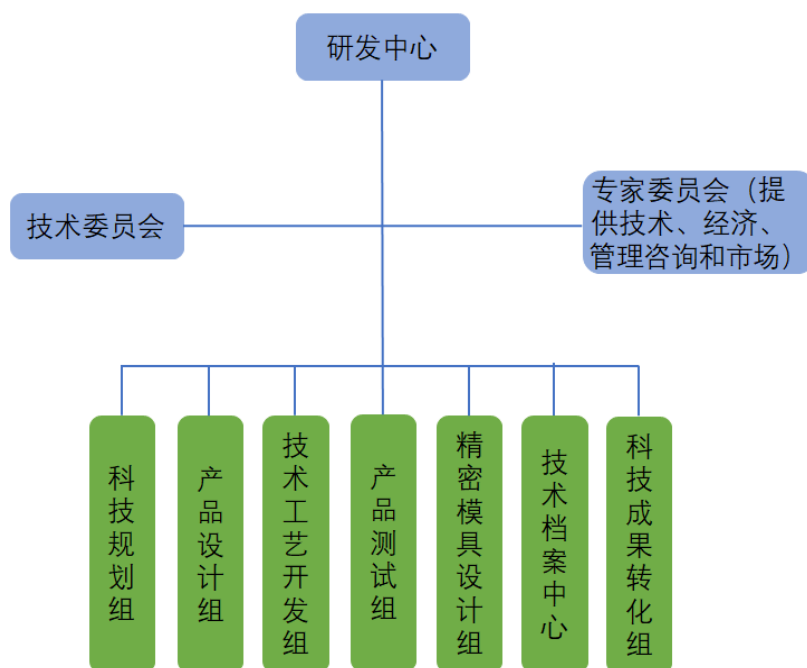 研发中心
技术委员会
专家委员会（提
供技术、经济、
管理咨询和市场）
科技规划组
产品设计组
技术工艺开发组
产品测试组
精密模具设计组
技术档案中心
科技成果转化组